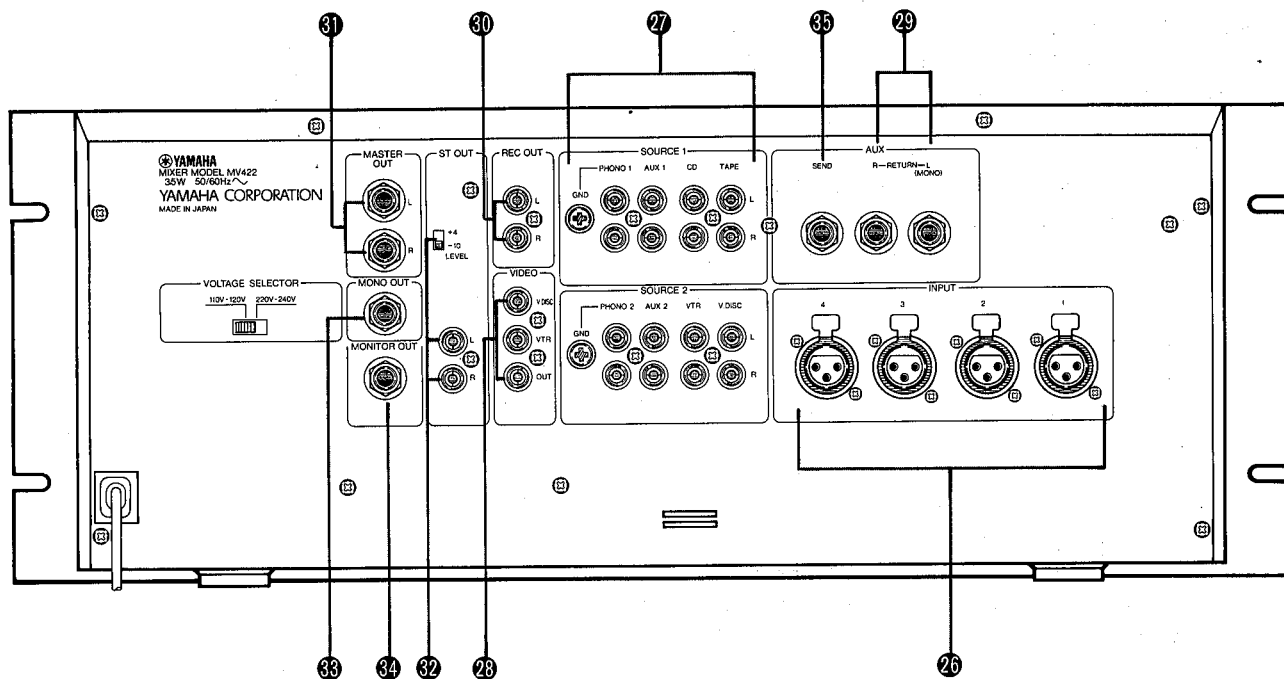 31 30 27 35 29
YAMAHA
MIXER MODEL MV422
35W 50/60Hz
YAMAHA CORPORATION
MADE IN JAPAN
VOLTAGE SELECTOR
110V-120V 220V-240V
MASTER
OUT
L
R
MONO OUT
MONITOR OUT
ST OUT
+4
-10
LEVEL
L
R
REC OUT
L
R
VIDEO
V.DISC
VTR
OUT
SOURCE 1
GND PHONO 1 AUX 1 CD TAPE
L
R
SOURCE 2
GND PHONO 2 AUX 2 VTR V.DISC
L
R
AUX
SEND R—RETURN—L
(MONO)
INPUT
4 3 2 1
33 34 32 28 26